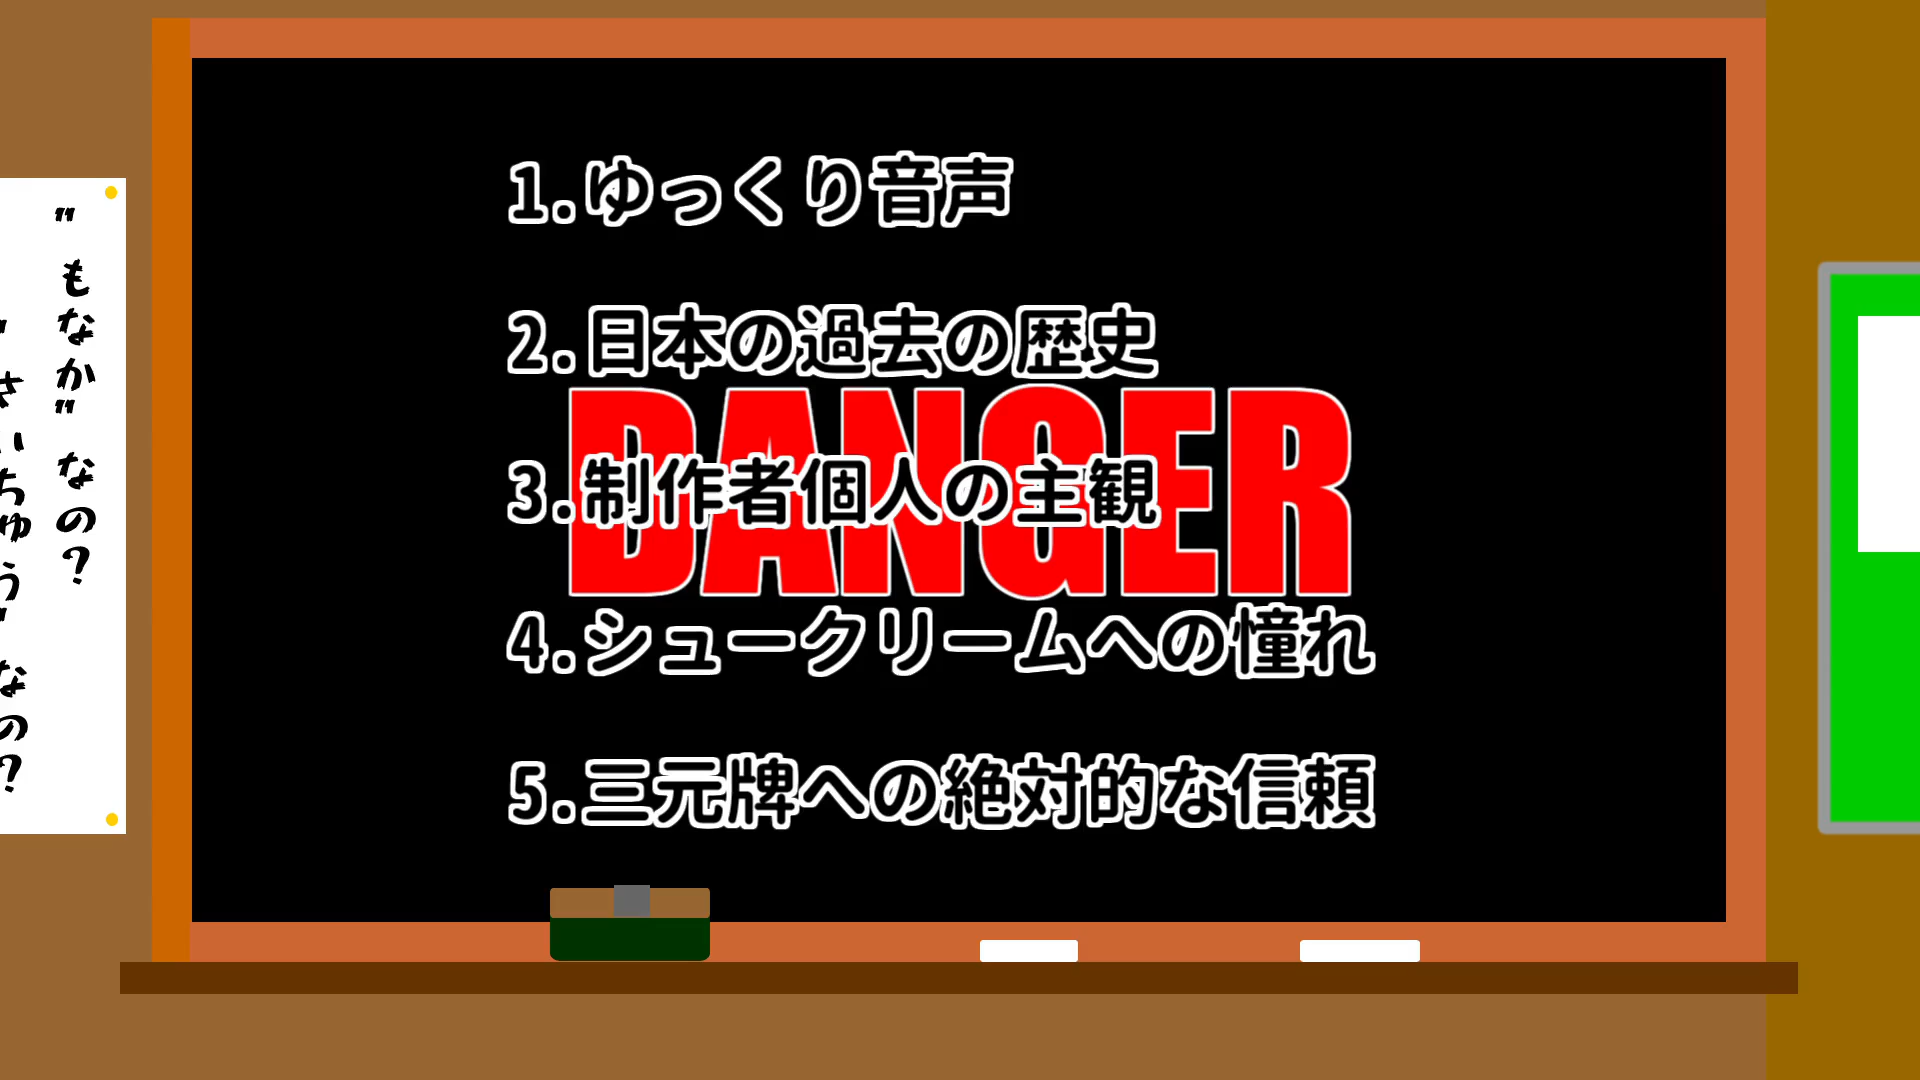 1.ゆっくり音声
2.日本の過去の歴史
DANGER
3.制作者個人の主観
4.シュークリームへの憧れ
5.三元牌への絶対的な信頼
"もなか"なの?
"さいちゅう"なの?